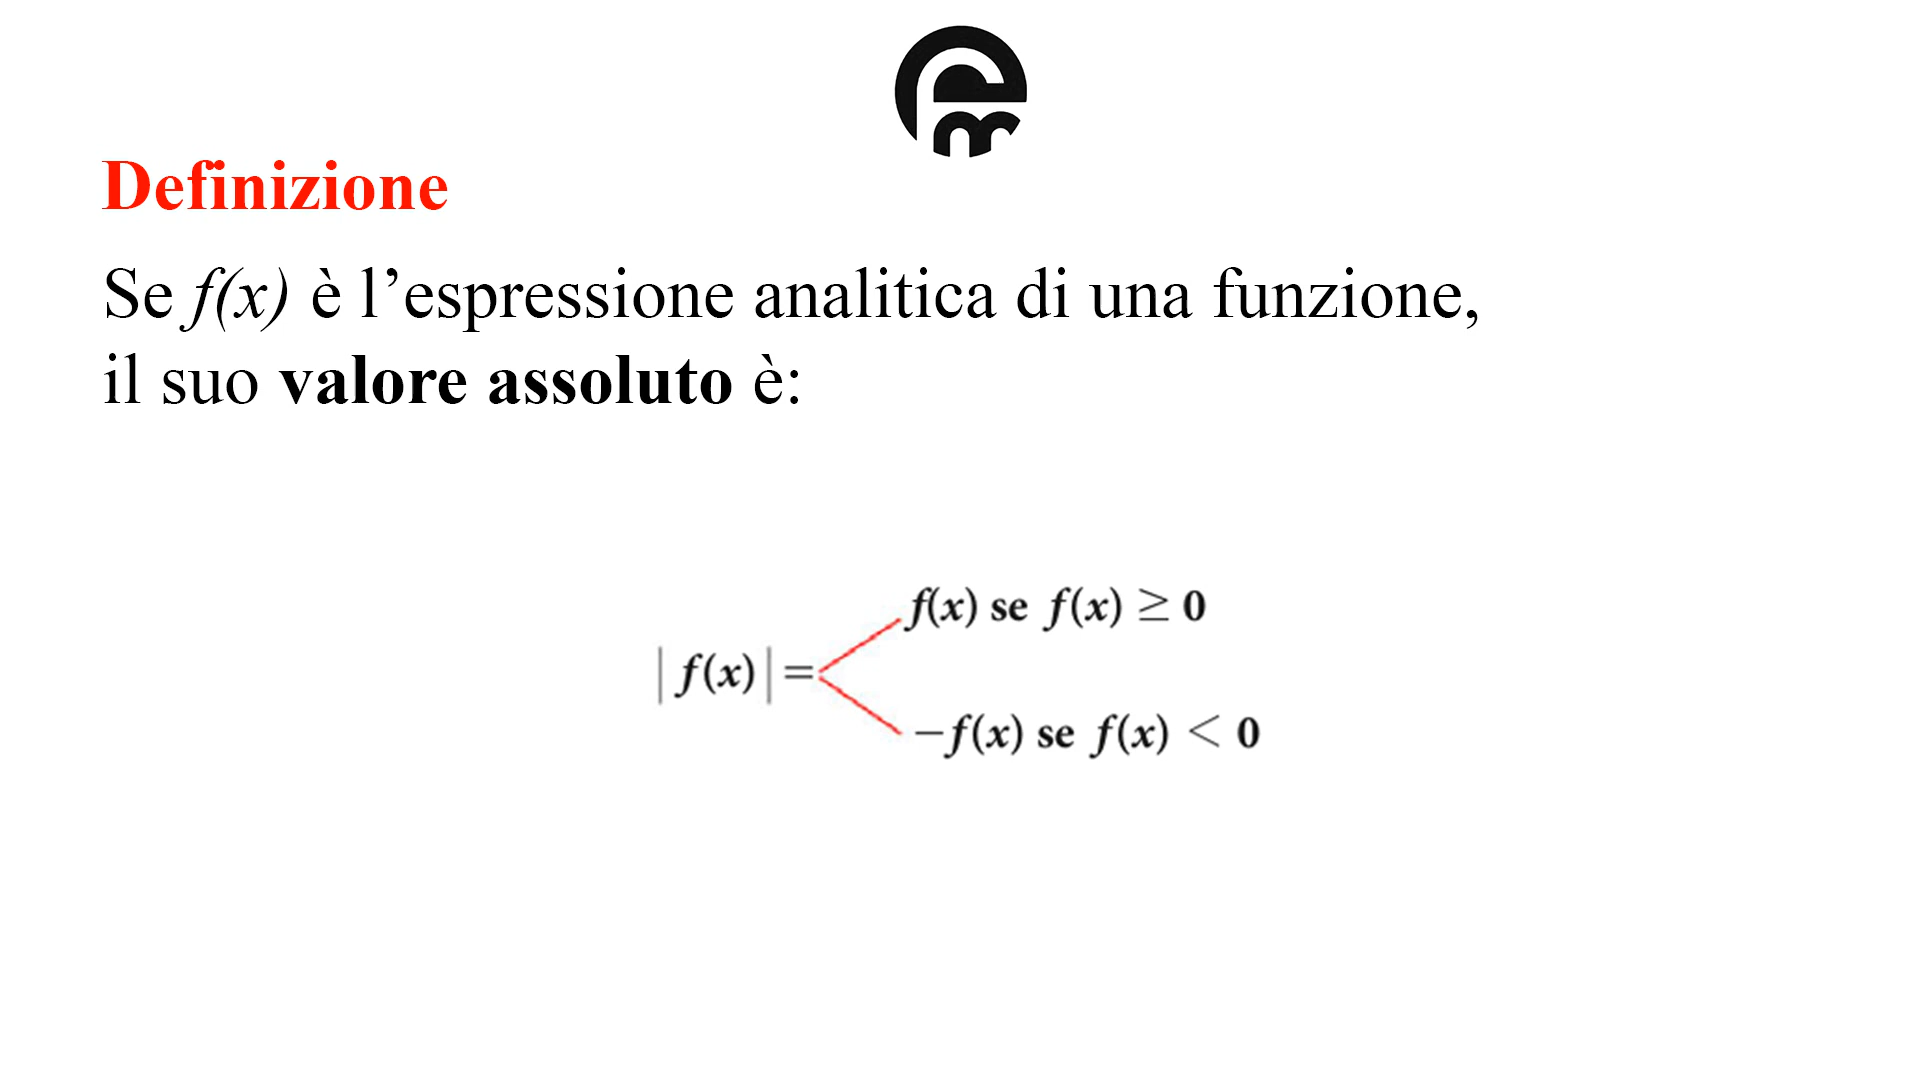 Definizione
Se f(x) è l’espressione analitica di una funzione,
il suo valore assoluto è:
f(x) se f(x) ≥ 0
|f(x)| =
−f(x) se f(x) < 0